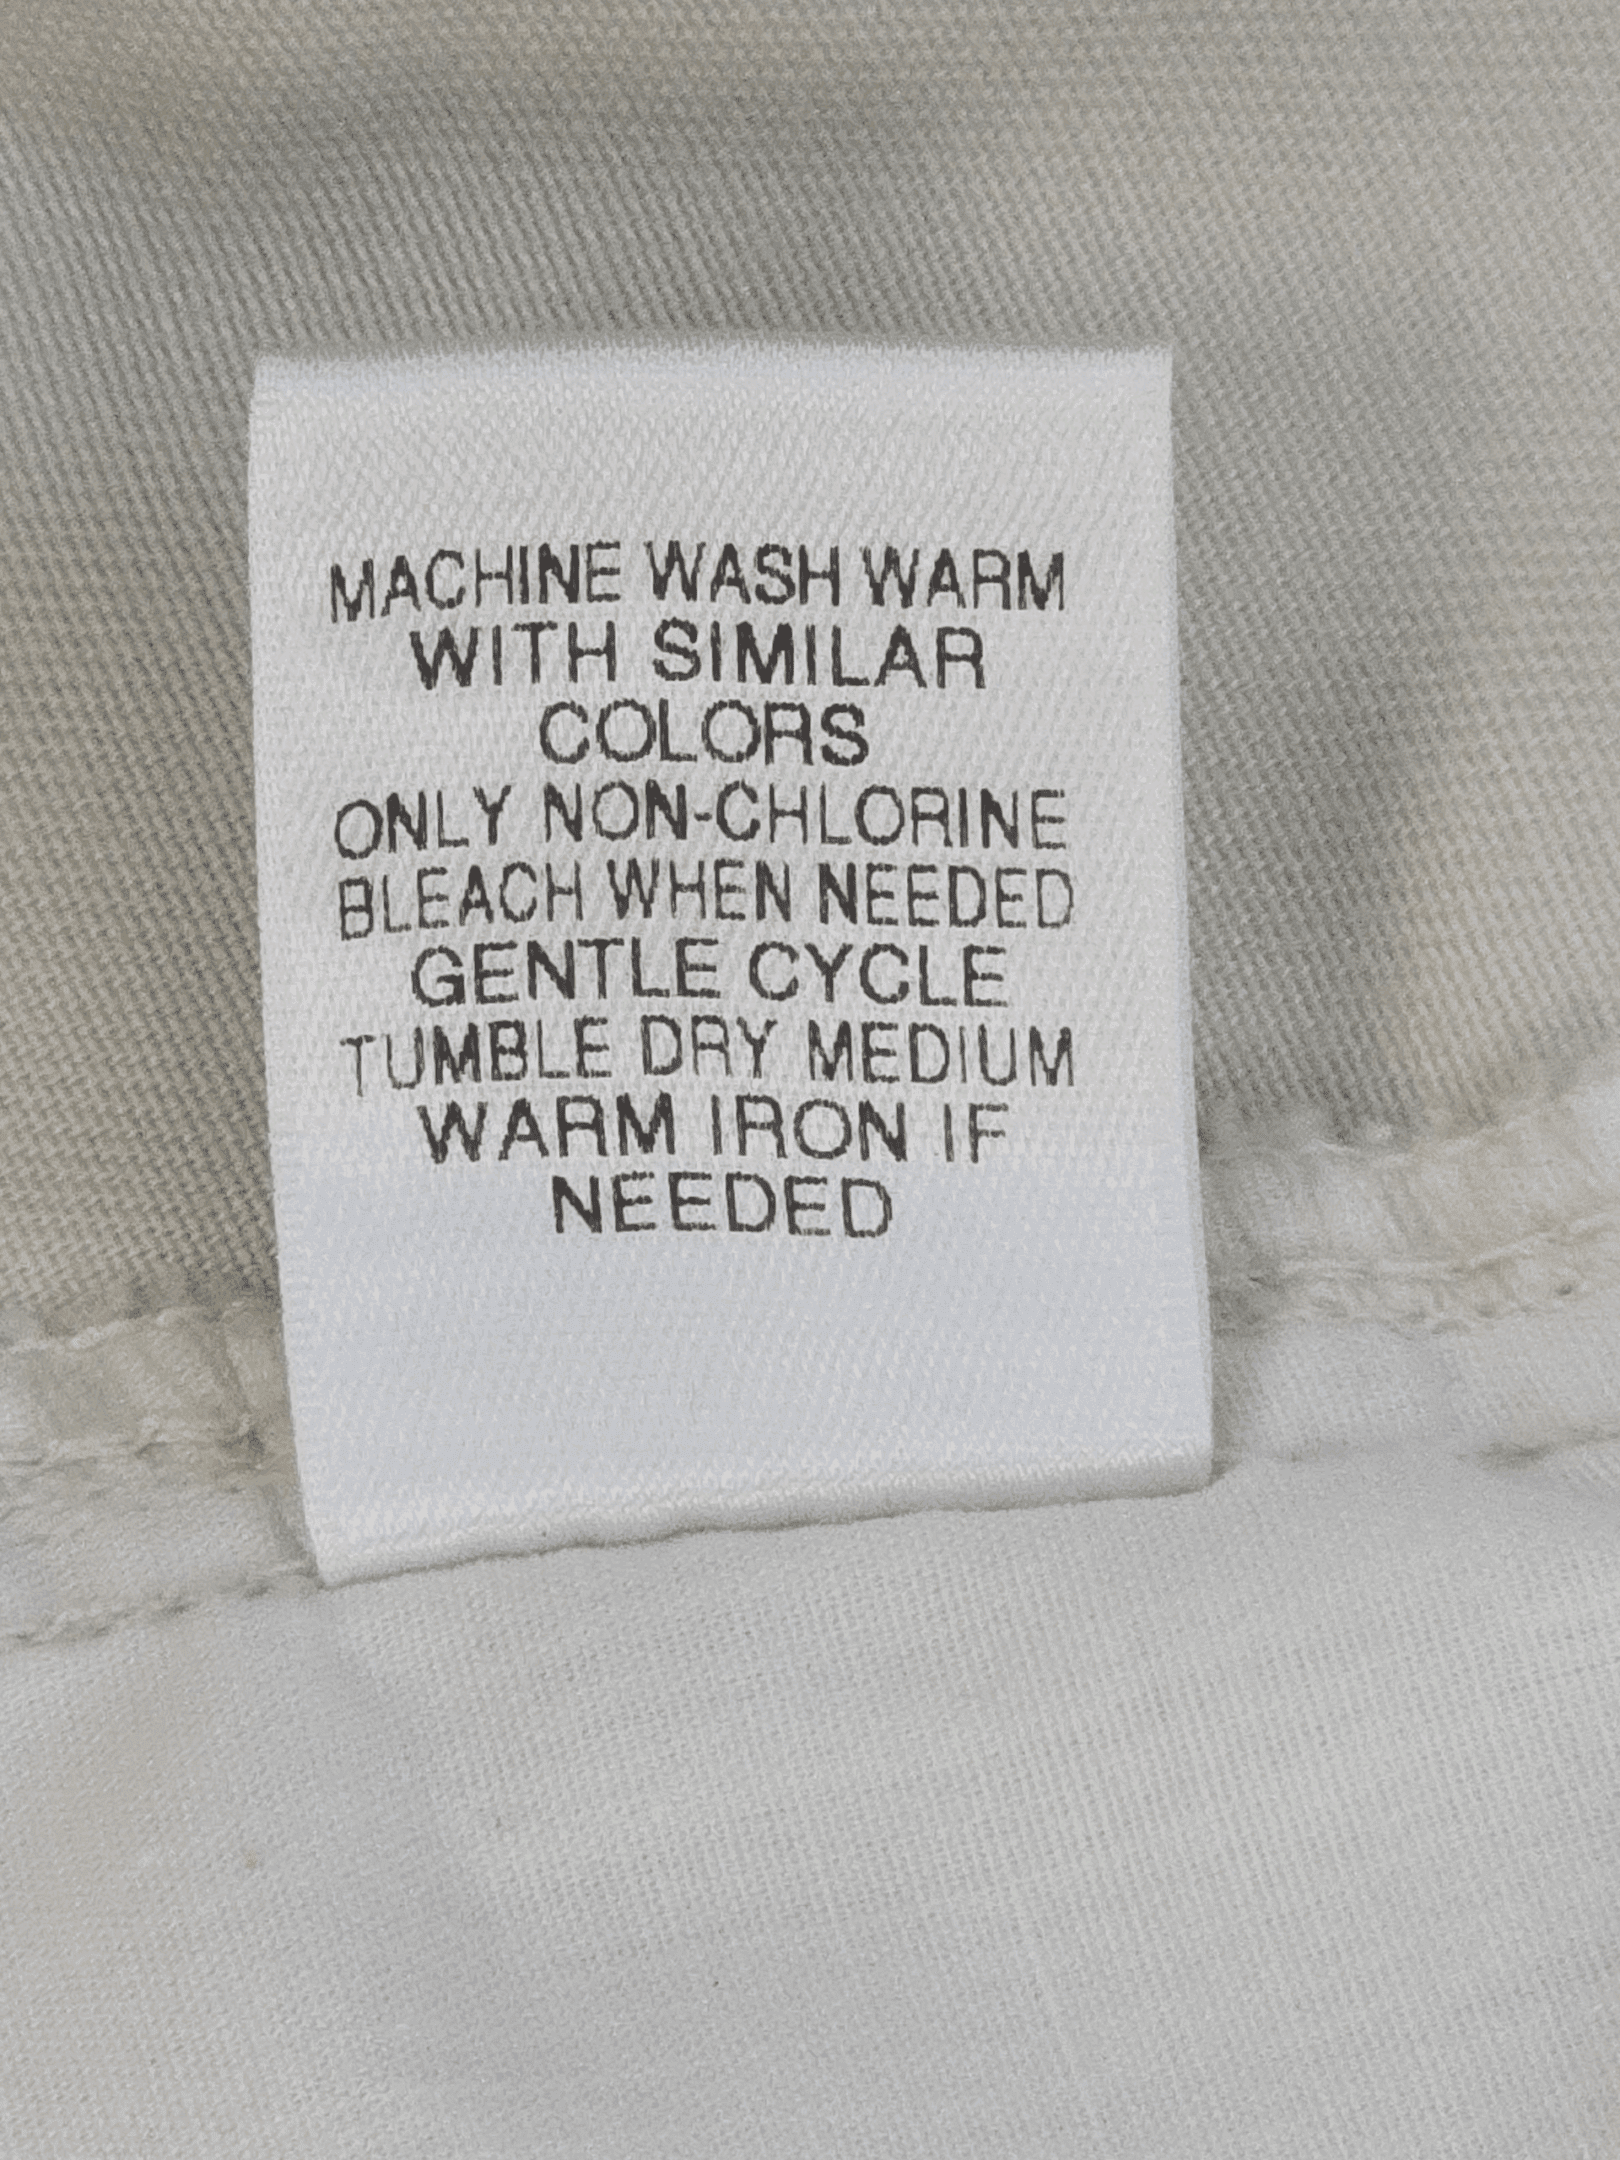 MACHINE WASH WARM
WITH SIMILAR
COLORS
ONLY NON-CHLORINE
BLEACH WHEN NEEDED
GENTLE CYCLE
TUMBLE DRY MEDIUM
WARM IRON IF
NEEDED